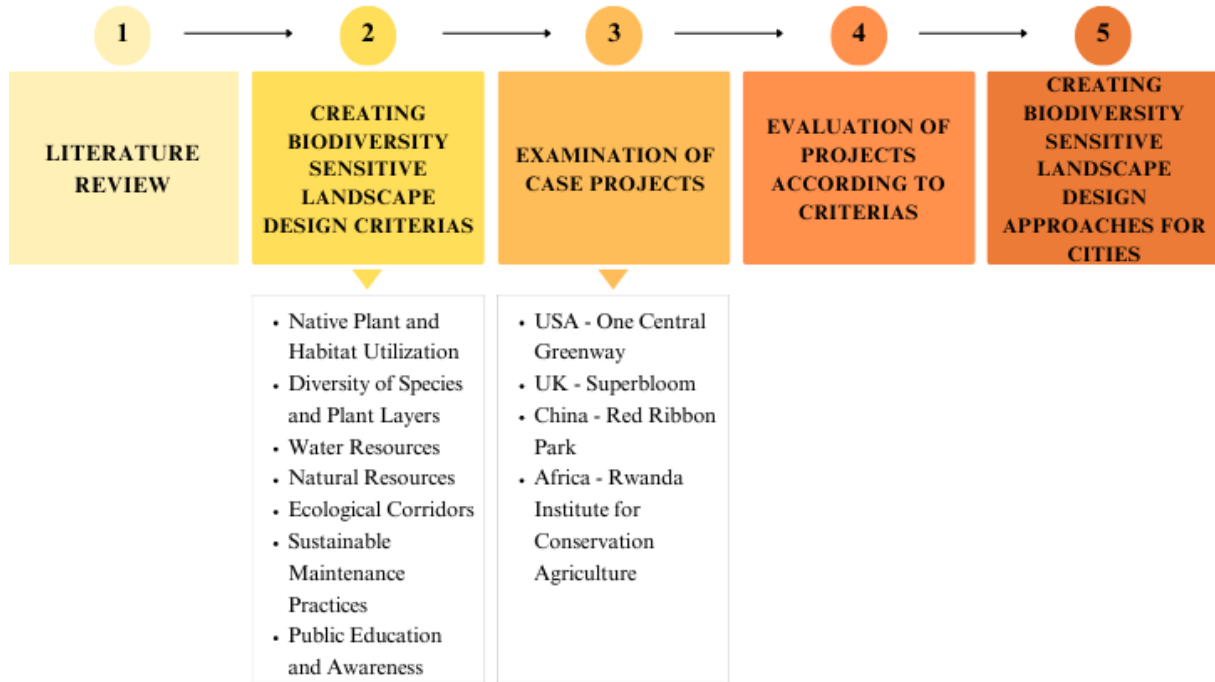 1
2
3
4
5
LITERATURE
REVIEW
CREATING
BIODIVERSITY
SENSITIVE
LANDSCAPE
DESIGN CRITERIAS
EXAMINATION OF
CASE PROJECTS
EVALUATION OF
PROJECTS
ACCORDING TO
CRITERIAS
CREATING
BIODIVERSITY
SENSITIVE
LANDSCAPE
DESIGN
APPROACHES FOR
CITIES
• Native Plant and
Habitat Utilization
• Diversity of Species
and Plant Layers
• Water Resources
• Natural Resources
• Ecological Corridors
• Sustainable
Maintenance
Practices
• Public Education
and Awareness
• USA - One Central
Greenway
• UK - Superbloom
• China - Red Ribbon
Park
• Africa - Rwanda
Institute for
Conservation
Agriculture